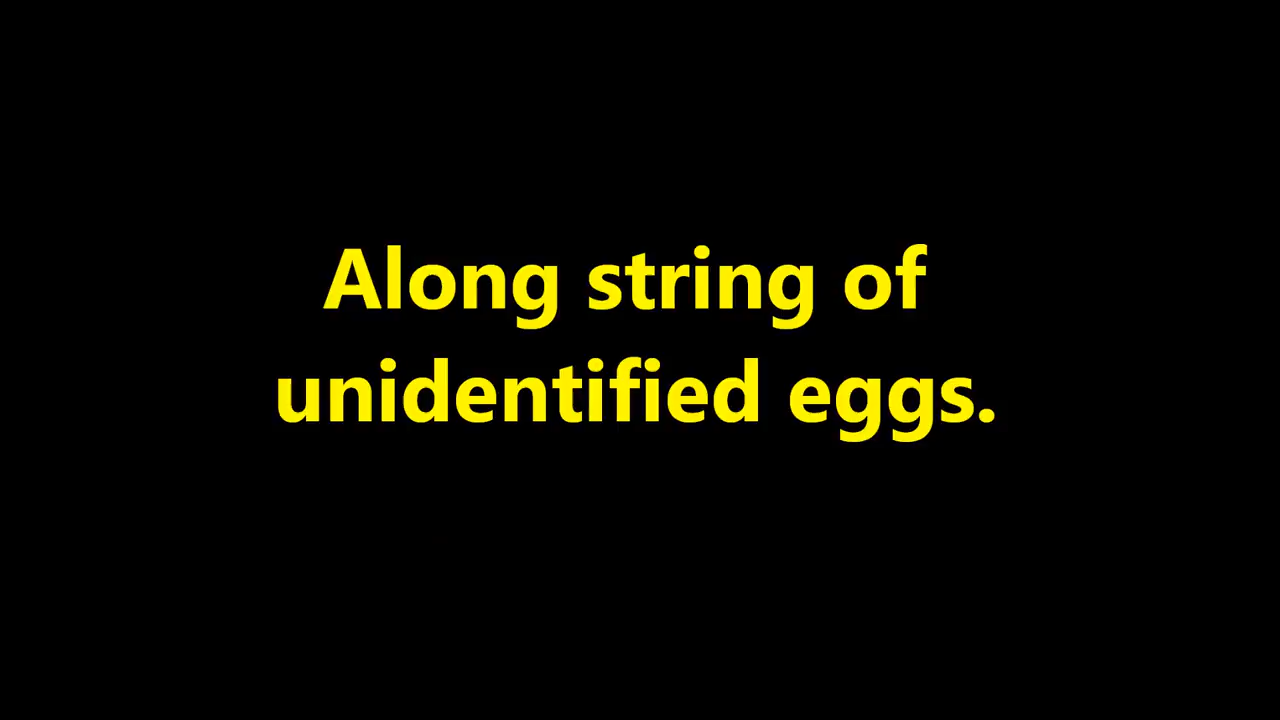 Along string of
unidentified eggs.